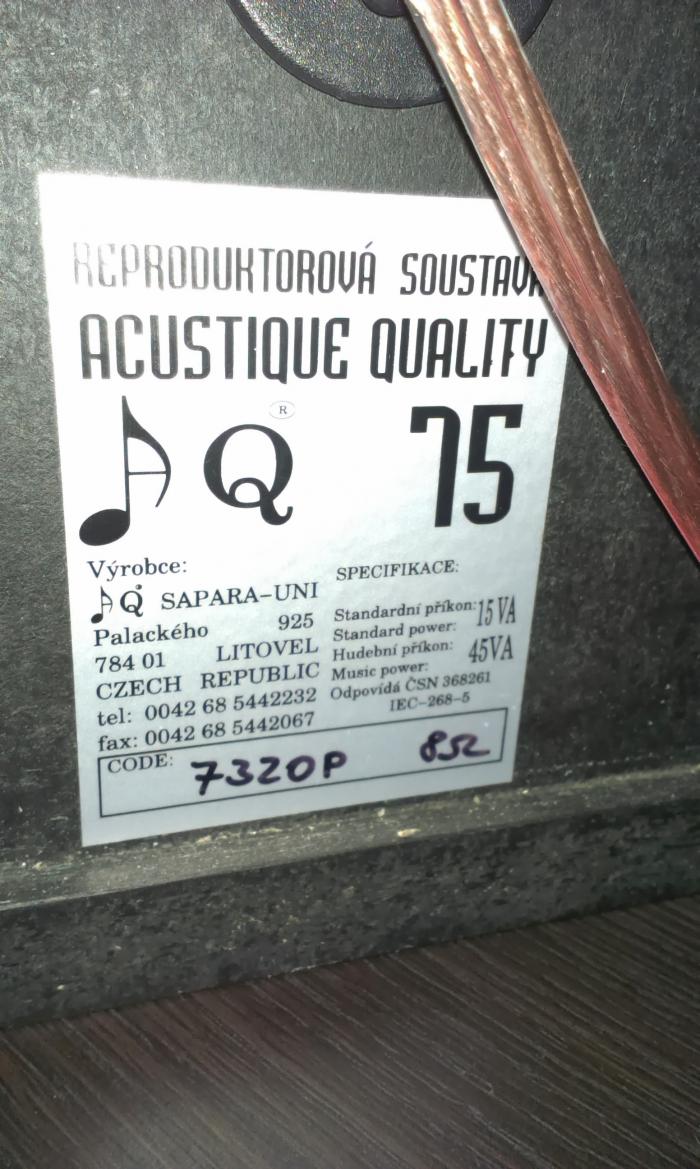 REPRODUKTOROVÁ SOUSTAVA
ACUSTIQUE QUALITY
AQ ® 75
Výrobce:
AQ® SAPARA-UNI
Palackého 925
784 01 LITOVEL
CZECH REPUBLIC
tel: 0042 68 5442232
fax: 0042 68 5442067
SPECIFIKACE:
Standardní příkon: 15 VA
Standard power:
Hudební příkon: 45VA
Music power:
Odpovídá ČSN 368261
IEC-268-5
CODE: 7320P 8Ω